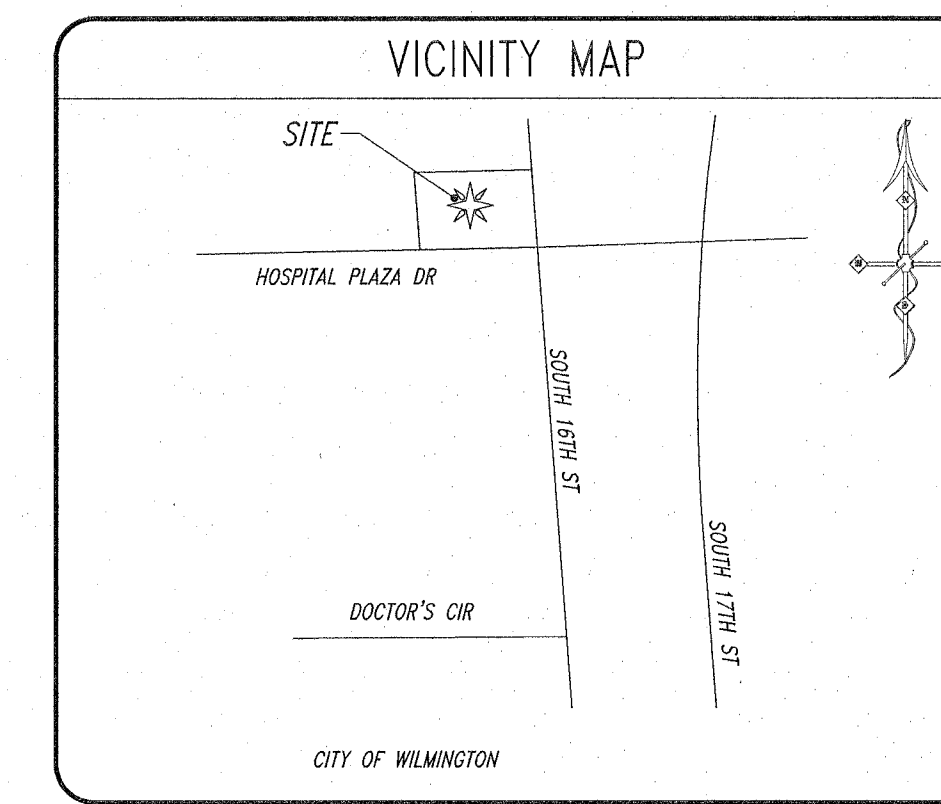 VICINITY MAP
SITE
N
HOSPITAL PLAZA DR
SOUTH 16TH ST
SOUTH 17TH ST
DOCTOR'S CIR
CITY OF WILMINGTON